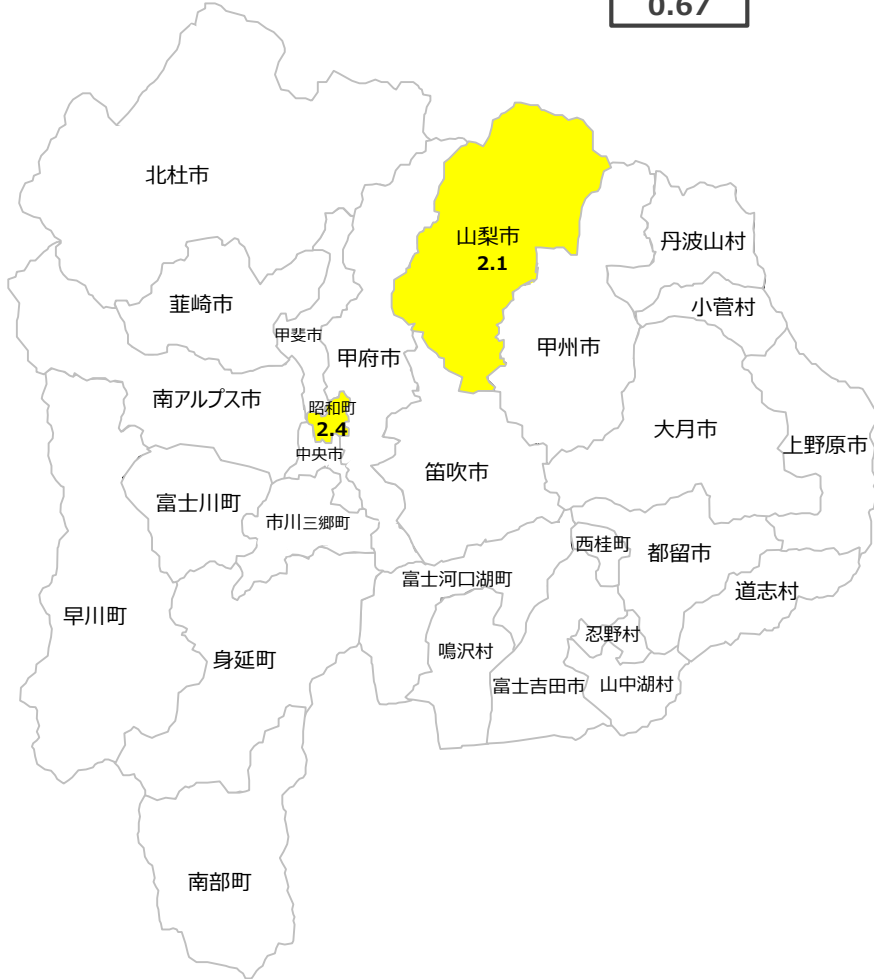 0.67
北杜市
山梨市
2.1
丹波山村
小菅村
韮崎市
甲斐市
甲府市
甲州市
南アルプス市
昭和町
2.4
中央市
大月市
上野原市
笛吹市
富士川町
市川三郷町
西桂町
都留市
富士河口湖町
道志村
早川町
忍野村
鳴沢村
身延町
富士吉田市
山中湖村
南部町